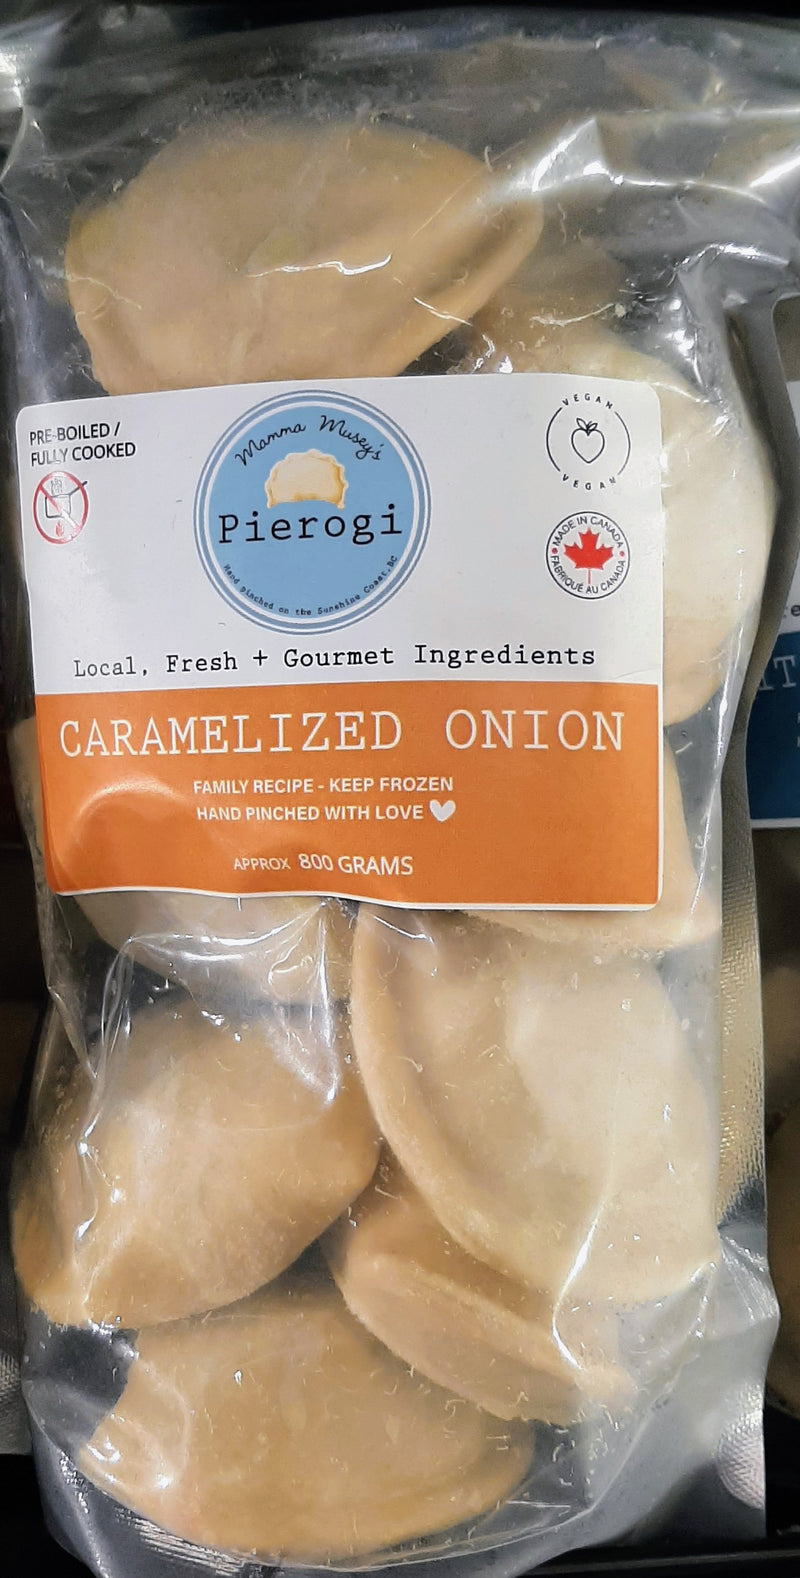 PRE-BOILED /
FULLY COOKED
Mamma Musey's
Pierogi
Hand pinched on the Sunshine Coast, BC
VEGAN
VEGAN
MADE IN CANADA
FABRIQUÉ AU CANADA
Local, Fresh + Gourmet Ingredients
CARAMELIZED ONION
FAMILY RECIPE - KEEP FROZEN
HAND PINCHED WITH LOVE
APPROX 800 GRAMS